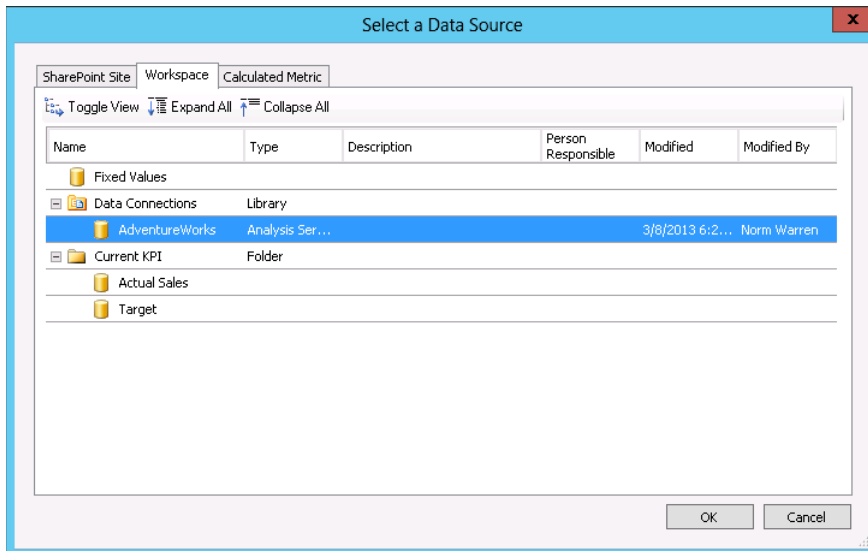 Select a Data Source
x
SharePoint Site Workspace Calculated Metric
Toggle View Expand All Collapse All
Name Type Description Person Responsible Modified Modified By
Fixed Values
Data Connections Library
AdventureWorks Analysis Ser... 3/8/2013 6:2... Norm Warren
Current KPI Folder
Actual Sales
Target
OK Cancel